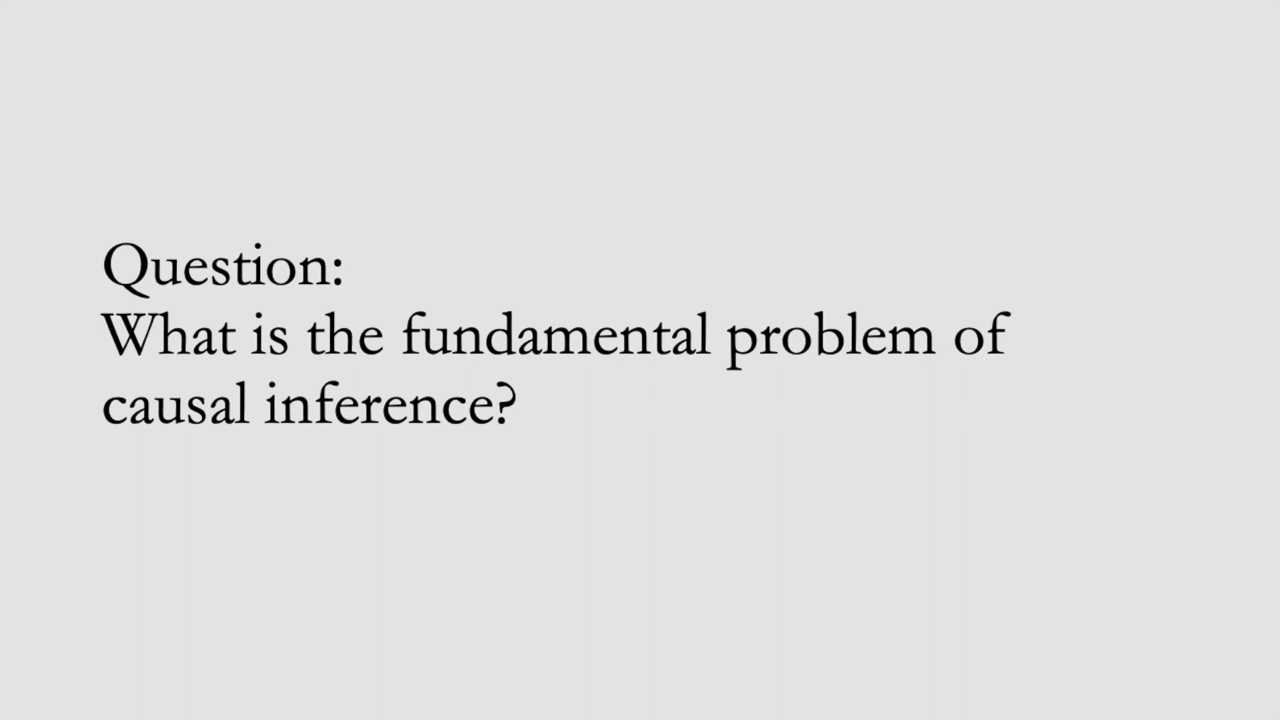 Question:
What is the fundamental problem of
causal inference?